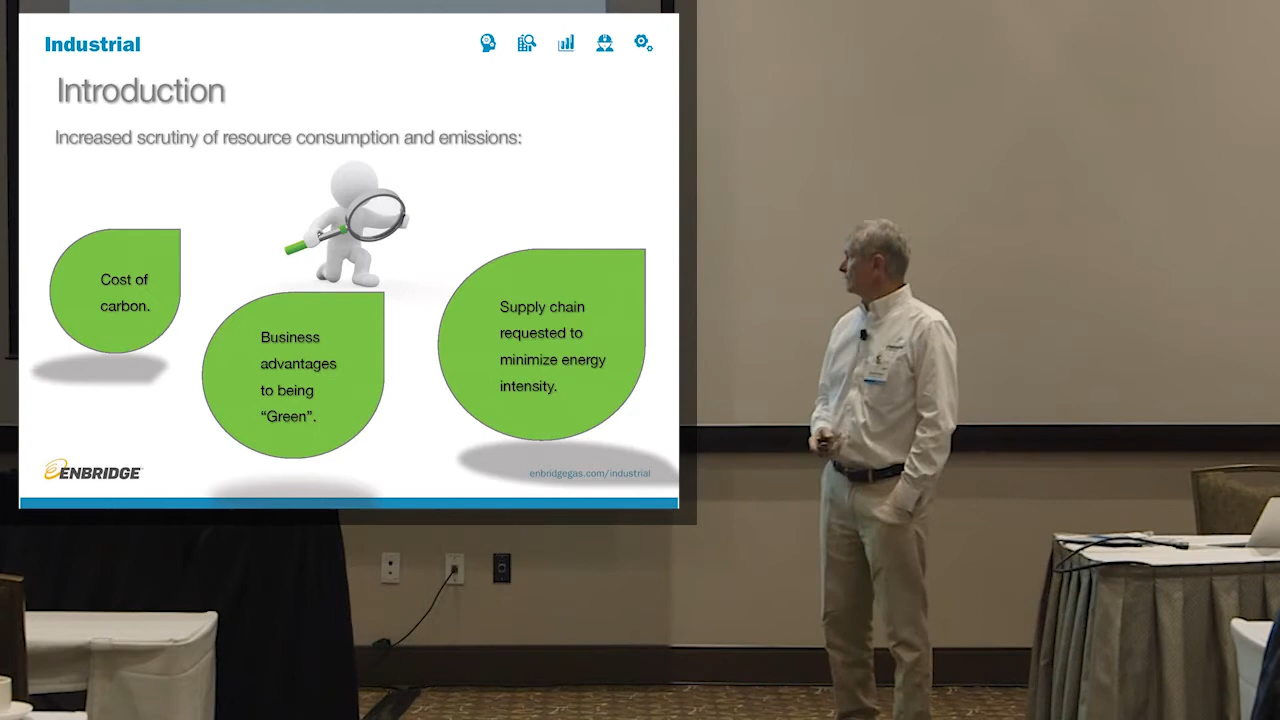 Industrial
Introduction
Increased scrutiny of resource consumption and emissions:
Cost of
carbon.
Business
advantages
to being
“Green”.
Supply chain
requested to
minimize energy
intensity.
ENBRIDGE
enbridgegas.com/industrial